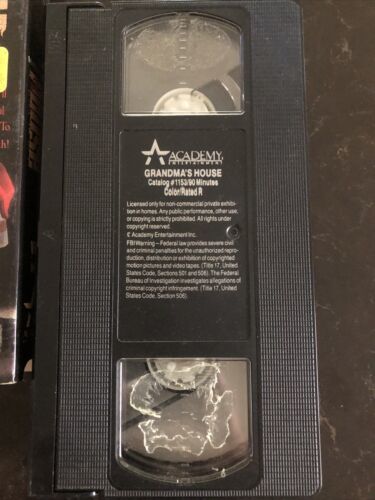 ACADEMY
ENTERTAINMENT
GRANDMA'S HOUSE
Catalog #1153/90 Minutes
Color/Rated R
Licensed only for non-commercial private exhibi-
tion in homes. Any public performance, other use,
or copying is strictly prohibited. All rights under
copyright reserved.
© Academy Entertainment Inc.
FBI Warning – Federal law provides severe civil
and criminal penalties for the unauthorized repro-
duction, distribution or exhibition of copyrighted
motion pictures and video tapes. (Title 17, United
States Code, Sections 501 and 506). The Federal
Bureau of Investigation investigates allegations of
criminal copyright infringement. (Title 17, United
States Code, Section 506).
To